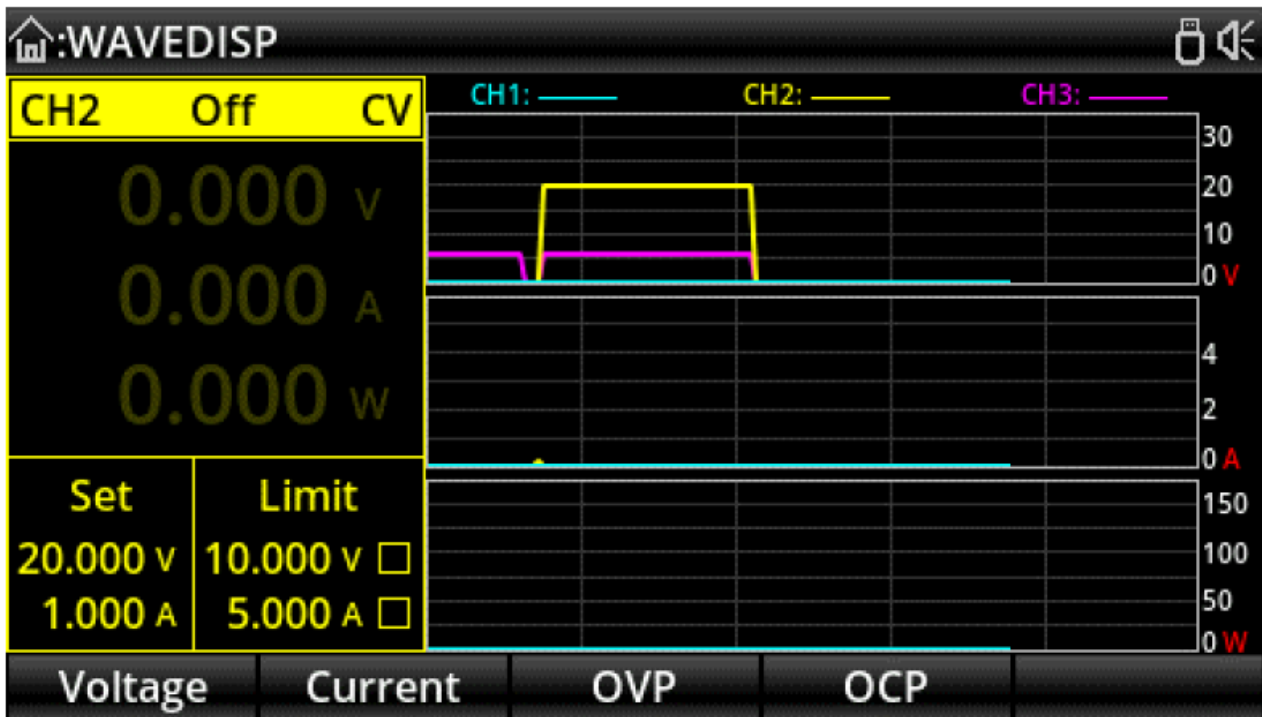 :WAVEDISP
CH2 Off CV
0.000 V
0.000 A
0.000 W
Set Limit
20.000 V 10.000 V
1.000 A 5.000 A
CH1: CH2: CH3:
30
20
10
0 V
4
2
0 A
150
100
50
0 W
Voltage Current OVP OCP